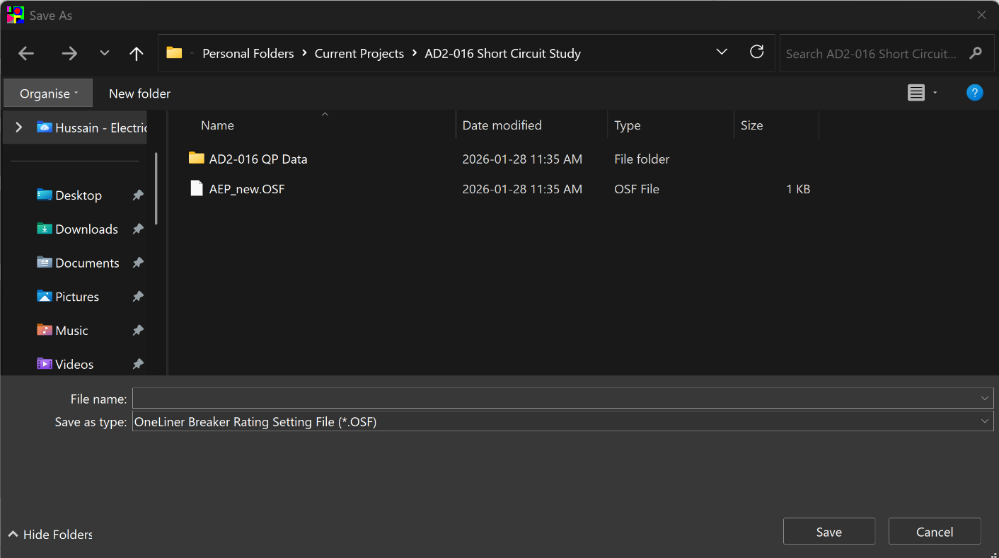 Save As
Personal Folders › Current Projects › AD2-016 Short Circuit Study
Search AD2-016 Short Circuit...
Organise
New folder
?
Hussain - Electric
Name
Date modified
Type
Size
AD2-016 QP Data 2026-01-28 11:35 AM File folder
AEP_new.OSF 2026-01-28 11:35 AM OSF File 1 KB
Desktop
Downloads
Documents
Pictures
Music
Videos
File name:
Save as type: OneLiner Breaker Rating Setting File (*.OSF)
Hide Folders
Save
Cancel